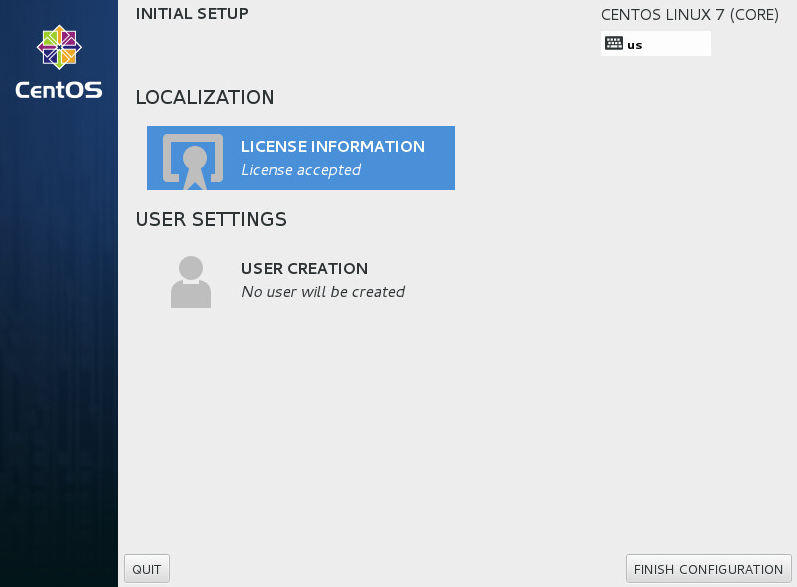 INITIAL SETUP
CENTOS LINUX 7 (CORE)
us
CentOS
LOCALIZATION
LICENSE INFORMATION
License accepted
USER SETTINGS
USER CREATION
No user will be created
QUIT
FINISH CONFIGURATION